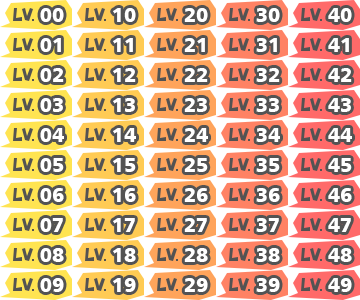 LV. 00 LV. 10 LV. 20 LV. 30 LV. 40
LV. 01 LV. 11 LV. 21 LV. 31 LV. 41
LV. 02 LV. 12 LV. 22 LV. 32 LV. 42
LV. 03 LV. 13 LV. 23 LV. 33 LV. 43
LV. 04 LV. 14 LV. 24 LV. 34 LV. 44
LV. 05 LV. 15 LV. 25 LV. 35 LV. 45
LV. 06 LV. 16 LV. 26 LV. 36 LV. 46
LV. 07 LV. 17 LV. 27 LV. 37 LV. 47
LV. 08 LV. 18 LV. 28 LV. 38 LV. 48
LV. 09 LV. 19 LV. 29 LV. 39 LV. 49